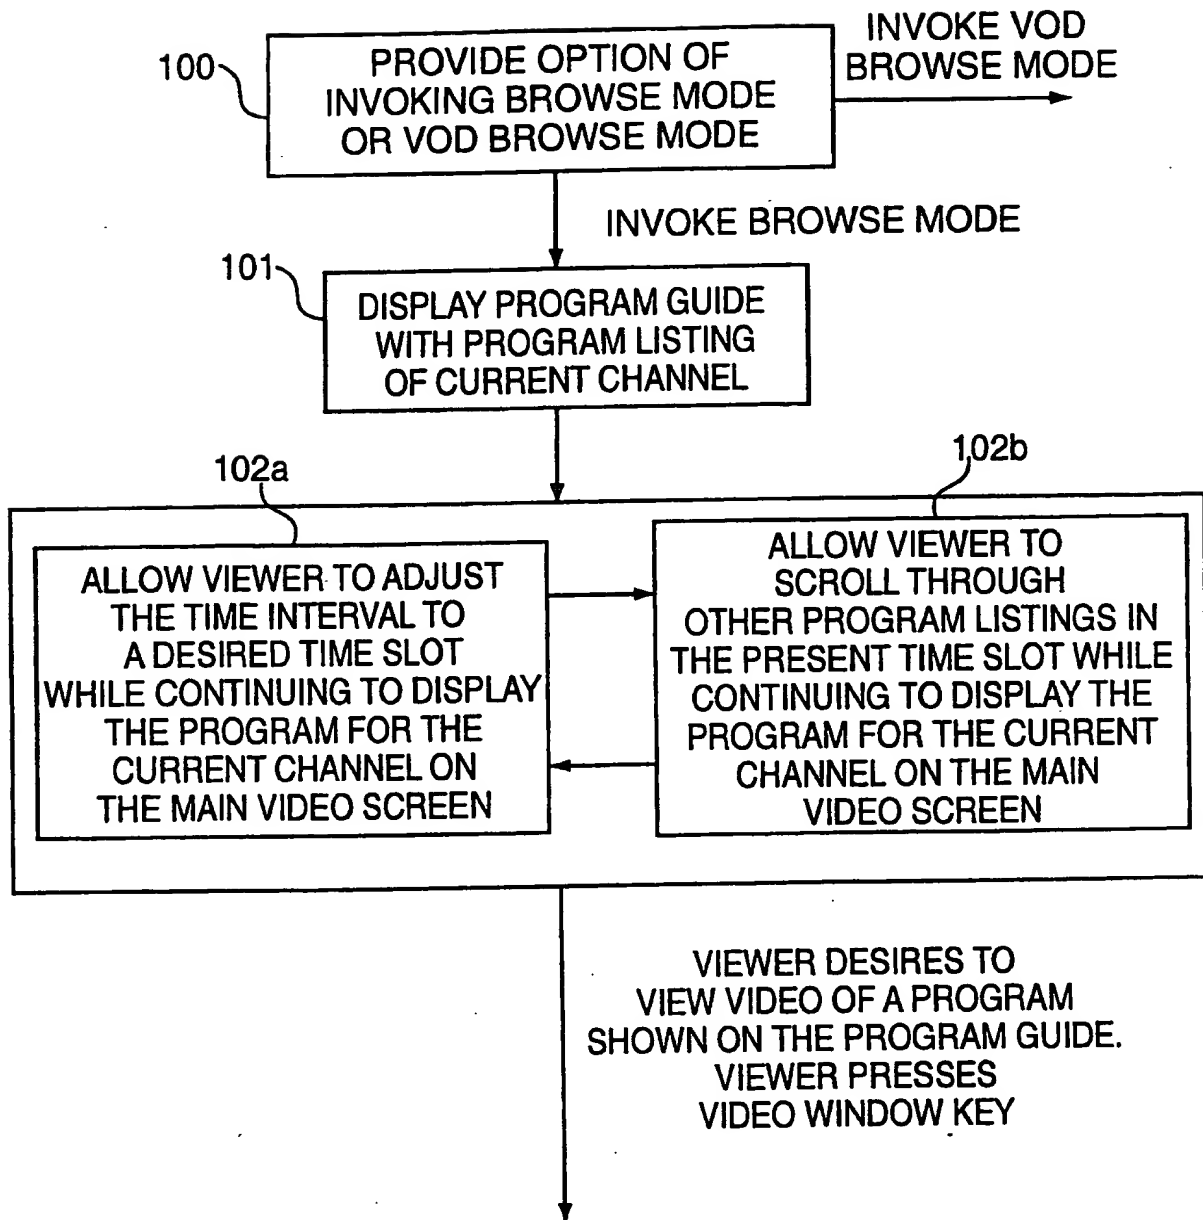 100
PROVIDE OPTION OF
INVOKING BROWSE MODE
OR VOD BROWSE MODE
INVOKE VOD
BROWSE MODE
INVOKE BROWSE MODE
101
DISPLAY PROGRAM GUIDE
WITH PROGRAM LISTING
OF CURRENT CHANNEL
102a
ALLOW VIEWER TO ADJUST
THE TIME INTERVAL TO
A DESIRED TIME SLOT
WHILE CONTINUING TO DISPLAY
THE PROGRAM FOR THE
CURRENT CHANNEL ON
THE MAIN VIDEO SCREEN
102b
ALLOW VIEWER TO
SCROLL THROUGH
OTHER PROGRAM LISTINGS IN
THE PRESENT TIME SLOT WHILE
CONTINUING TO DISPLAY THE
PROGRAM FOR THE CURRENT
CHANNEL ON THE MAIN
VIDEO SCREEN
VIEWER DESIRES TO
VIEW VIDEO OF A PROGRAM
SHOWN ON THE PROGRAM GUIDE.
VIEWER PRESSES
VIDEO WINDOW KEY